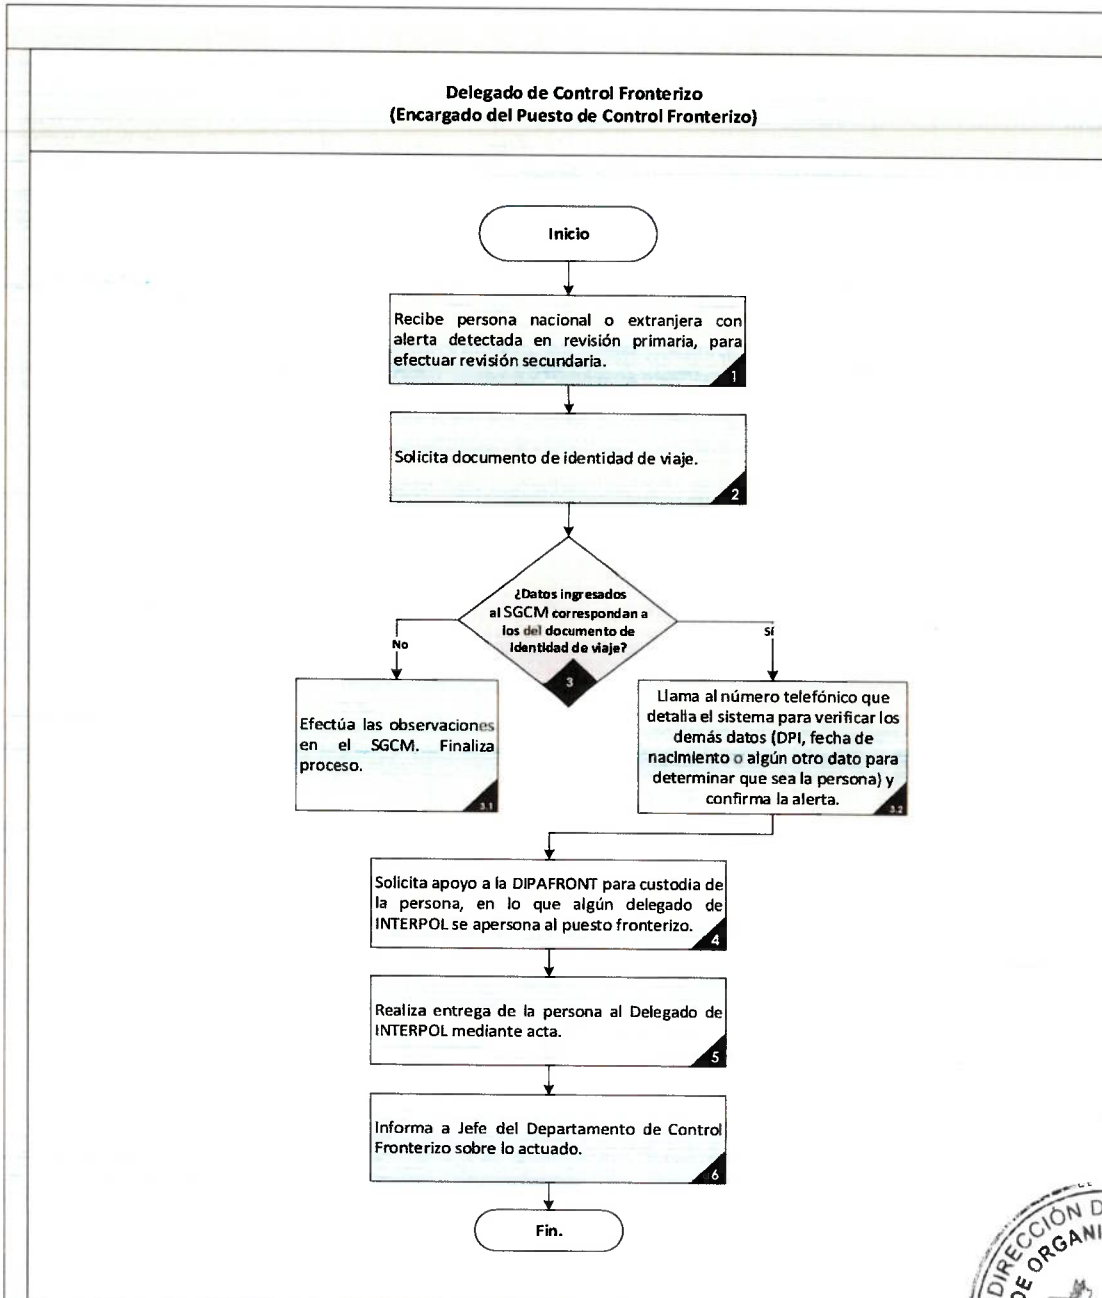 Delegado de Control Fronterizo
(Encargado del Puesto de Control Fronterizo)
Inicio
Recibe persona nacional o extranjera con
alerta detectada en revisión primaria, para
efectuar revisión secundaria.
1
Solicita documento de identidad de viaje.
2
¿Datos ingresados
al SGCM correspondan a
los del documento de
identidad de viaje?
3
No
Sí
Efectúa las observaciones
en el SGCM. Finaliza
proceso.
3.1
Llama al número telefónico que
detalla el sistema para verificar los
demás datos (DPI, fecha de
nacimiento o algún otro dato para
determinar que sea la persona) y
confirma la alerta.
3.2
Solicita apoyo a la DIPAFRONT para custodia de
la persona, en lo que algún delegado de
INTERPOL se apersona al puesto fronterizo.
4
Realiza entrega de la persona al Delegado de
INTERPOL mediante acta.
5
Informa a Jefe del Departamento de Control
Fronterizo sobre lo actuado.
6
Fin.
DIRECCIÓN D
DE ORGANI